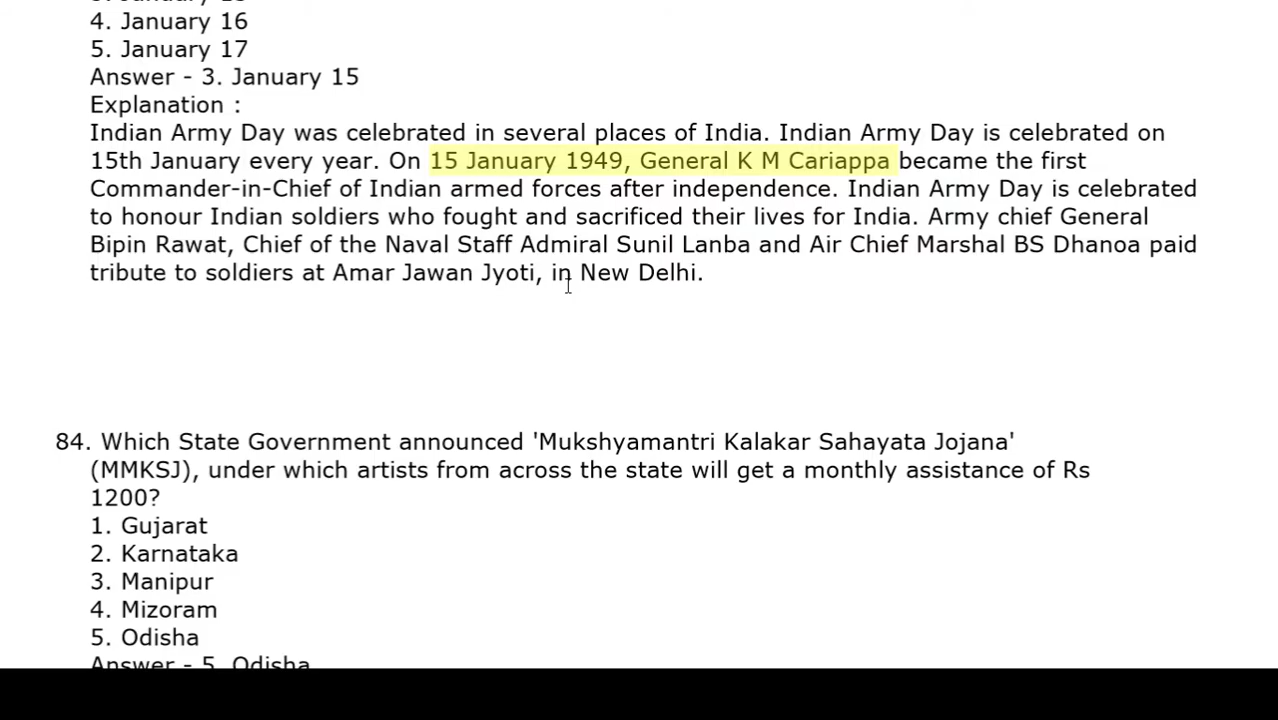 3. January 15
4. January 16
5. January 17
Answer - 3. January 15
Explanation :
Indian Army Day was celebrated in several places of India. Indian Army Day is celebrated on
15th January every year. On 15 January 1949, General K M Cariappa became the first
Commander-in-Chief of Indian armed forces after independence. Indian Army Day is celebrated
to honour Indian soldiers who fought and sacrificed their lives for India. Army chief General
Bipin Rawat, Chief of the Naval Staff Admiral Sunil Lanba and Air Chief Marshal BS Dhanoa paid
tribute to soldiers at Amar Jawan Jyoti, in New Delhi.
84. Which State Government announced 'Mukshyamantri Kalakar Sahayata Jojana'
(MMKSJ), under which artists from across the state will get a monthly assistance of Rs
1200?
1. Gujarat
2. Karnataka
3. Manipur
4. Mizoram
5. Odisha
Answer - 5. Odisha